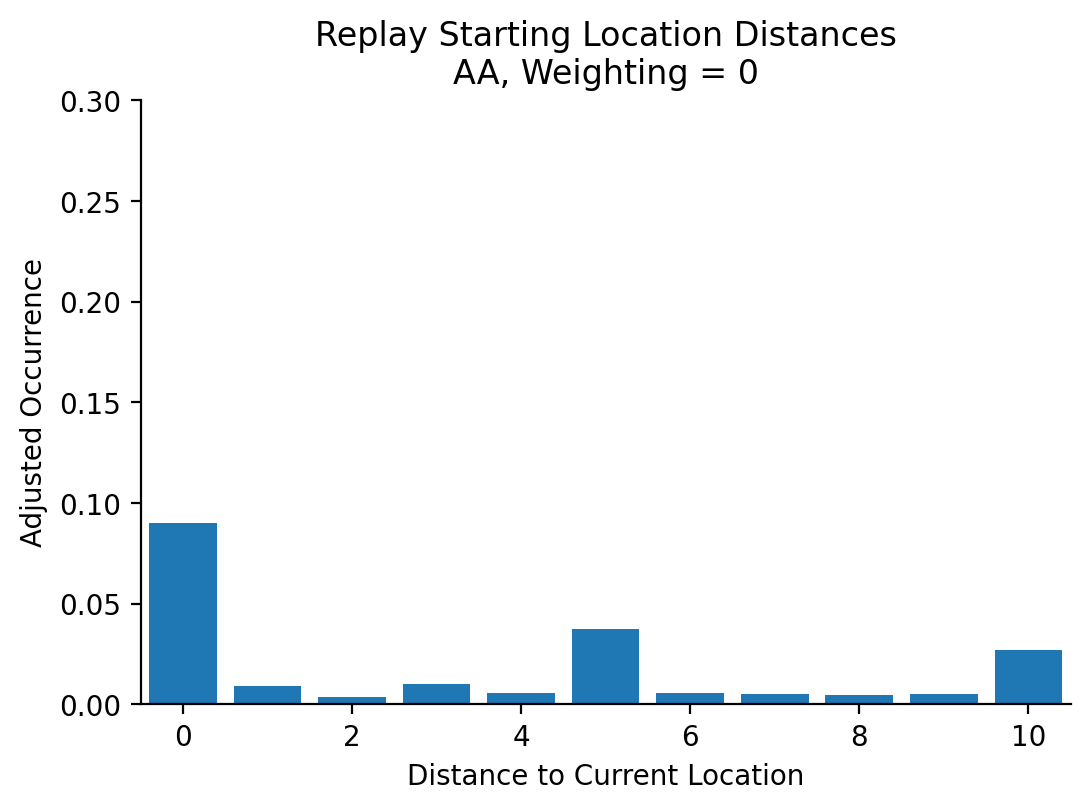 Replay Starting Location Distances
AA, Weighting = 0
0.30
0.25
0.20
0.15
0.10
0.05
0.00
Adjusted Occurrence
0 2 4 6 8 10
Distance to Current Location